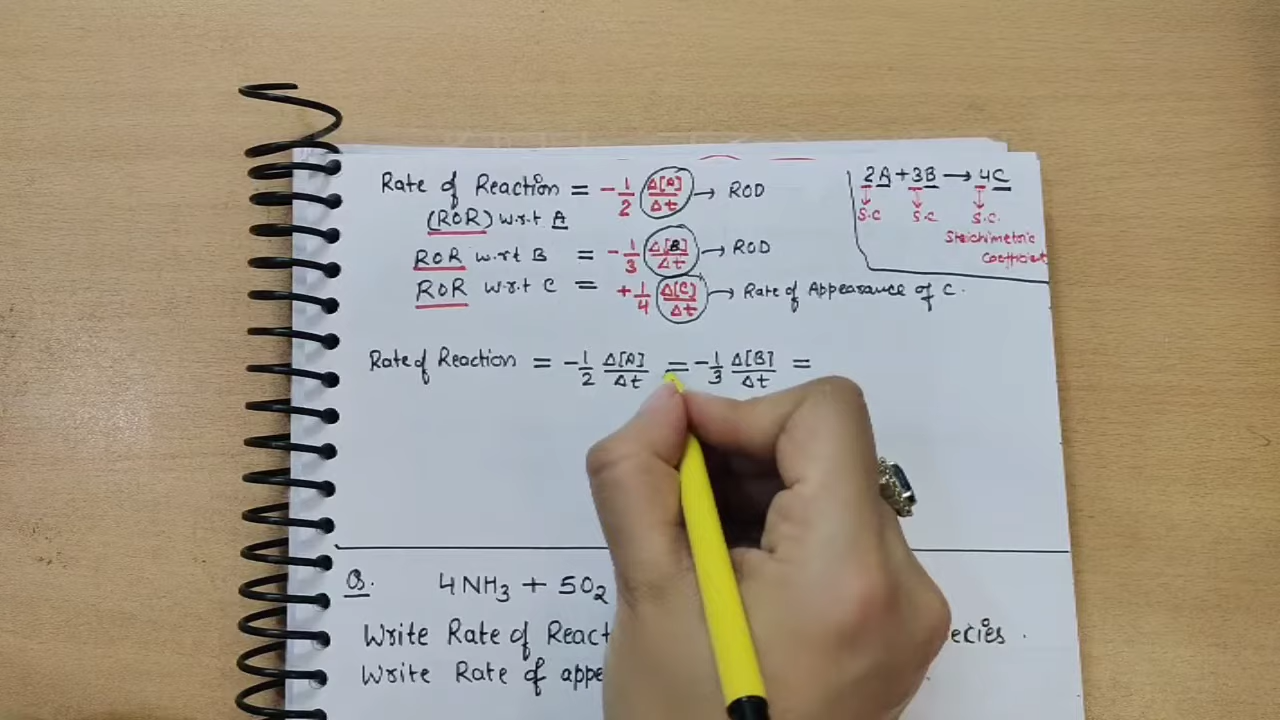 Rate of Reaction = -1/2 Δ[A]/Δt → ROD
(ROR) w.r.t A
ROR w.r.t B = -1/3 Δ[B]/Δt → ROD
ROR w.r.t C = +1/4 Δ[C]/Δt → Rate of Appearance of C.
2A + 3B → 4C
S.C S.C S.C.
Stoichimetric
Coefficient
Rate of Reaction = -1/2 Δ[A]/Δt = -1/3 Δ[B]/Δt =
Q. 4NH3 + 5O2
Write Rate of React ecies.
Write Rate of appe